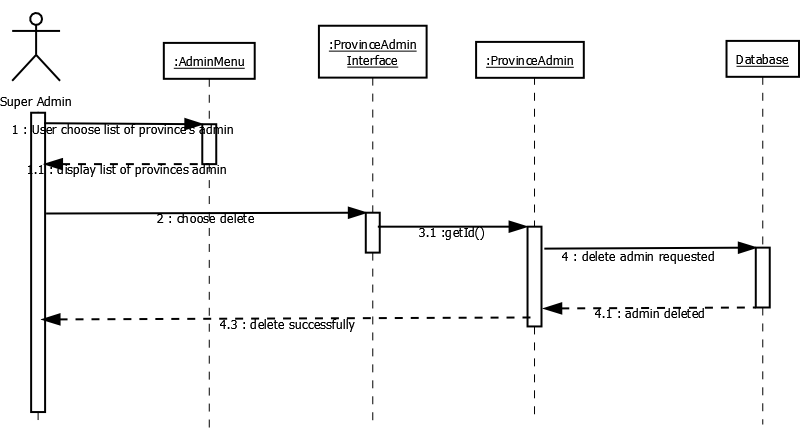 :ProvinceAdmin
Interface
:AdminMenu
:ProvinceAdmin
Database
Super Admin
1 : User choose list of province's admin
1.1 : display list of provinces admin
2 : choose delete
3.1 :getId()
4 : delete admin requested
4.1 : admin deleted
4.3 : delete successfully